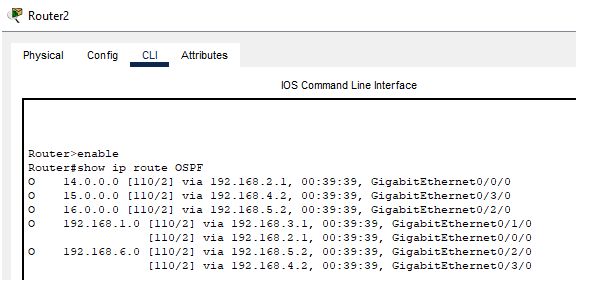 Router2
Physical Config CLI Attributes
IOS Command Line Interface
Router>enable
Router#show ip route OSPF
O 14.0.0.0 [110/2] via 192.168.2.1, 00:39:39, GigabitEthernet0/0/0
O 15.0.0.0 [110/2] via 192.168.4.2, 00:39:39, GigabitEthernet0/3/0
O 16.0.0.0 [110/2] via 192.168.5.2, 00:39:39, GigabitEthernet0/2/0
O 192.168.1.0 [110/2] via 192.168.3.1, 00:39:39, GigabitEthernet0/1/0
[110/2] via 192.168.2.1, 00:39:39, GigabitEthernet0/0/0
O 192.168.6.0 [110/2] via 192.168.5.2, 00:39:39, GigabitEthernet0/2/0
[110/2] via 192.168.4.2, 00:39:39, GigabitEthernet0/3/0